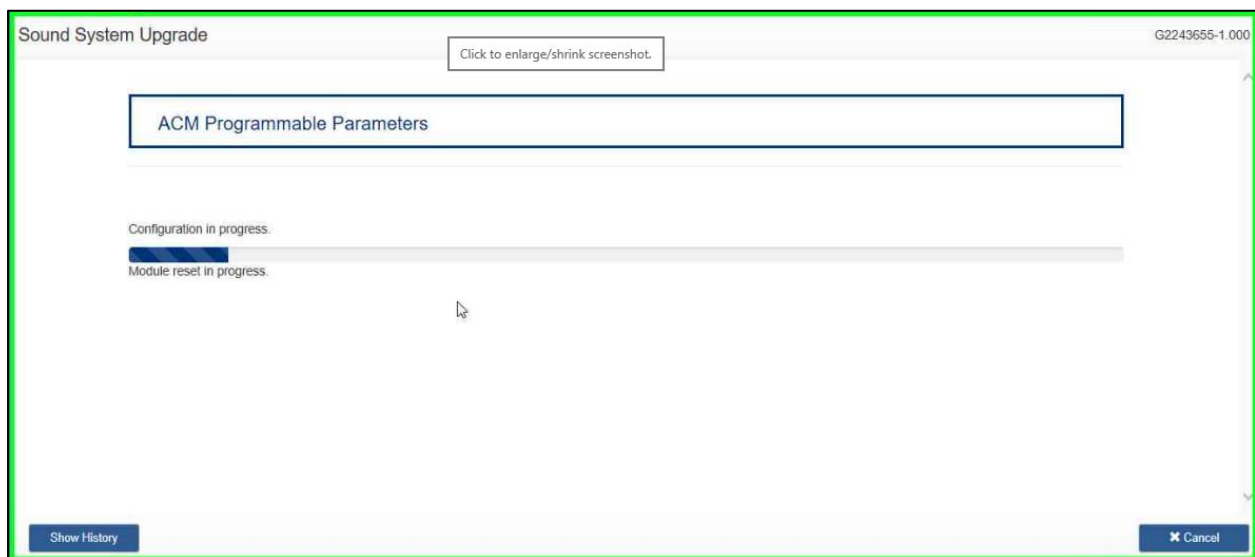 Sound System Upgrade
G2243655-1.000
Click to enlarge/shrink screenshot.
ACM Programmable Parameters
Configuration in progress.
Module reset in progress.
Show History
✖ Cancel